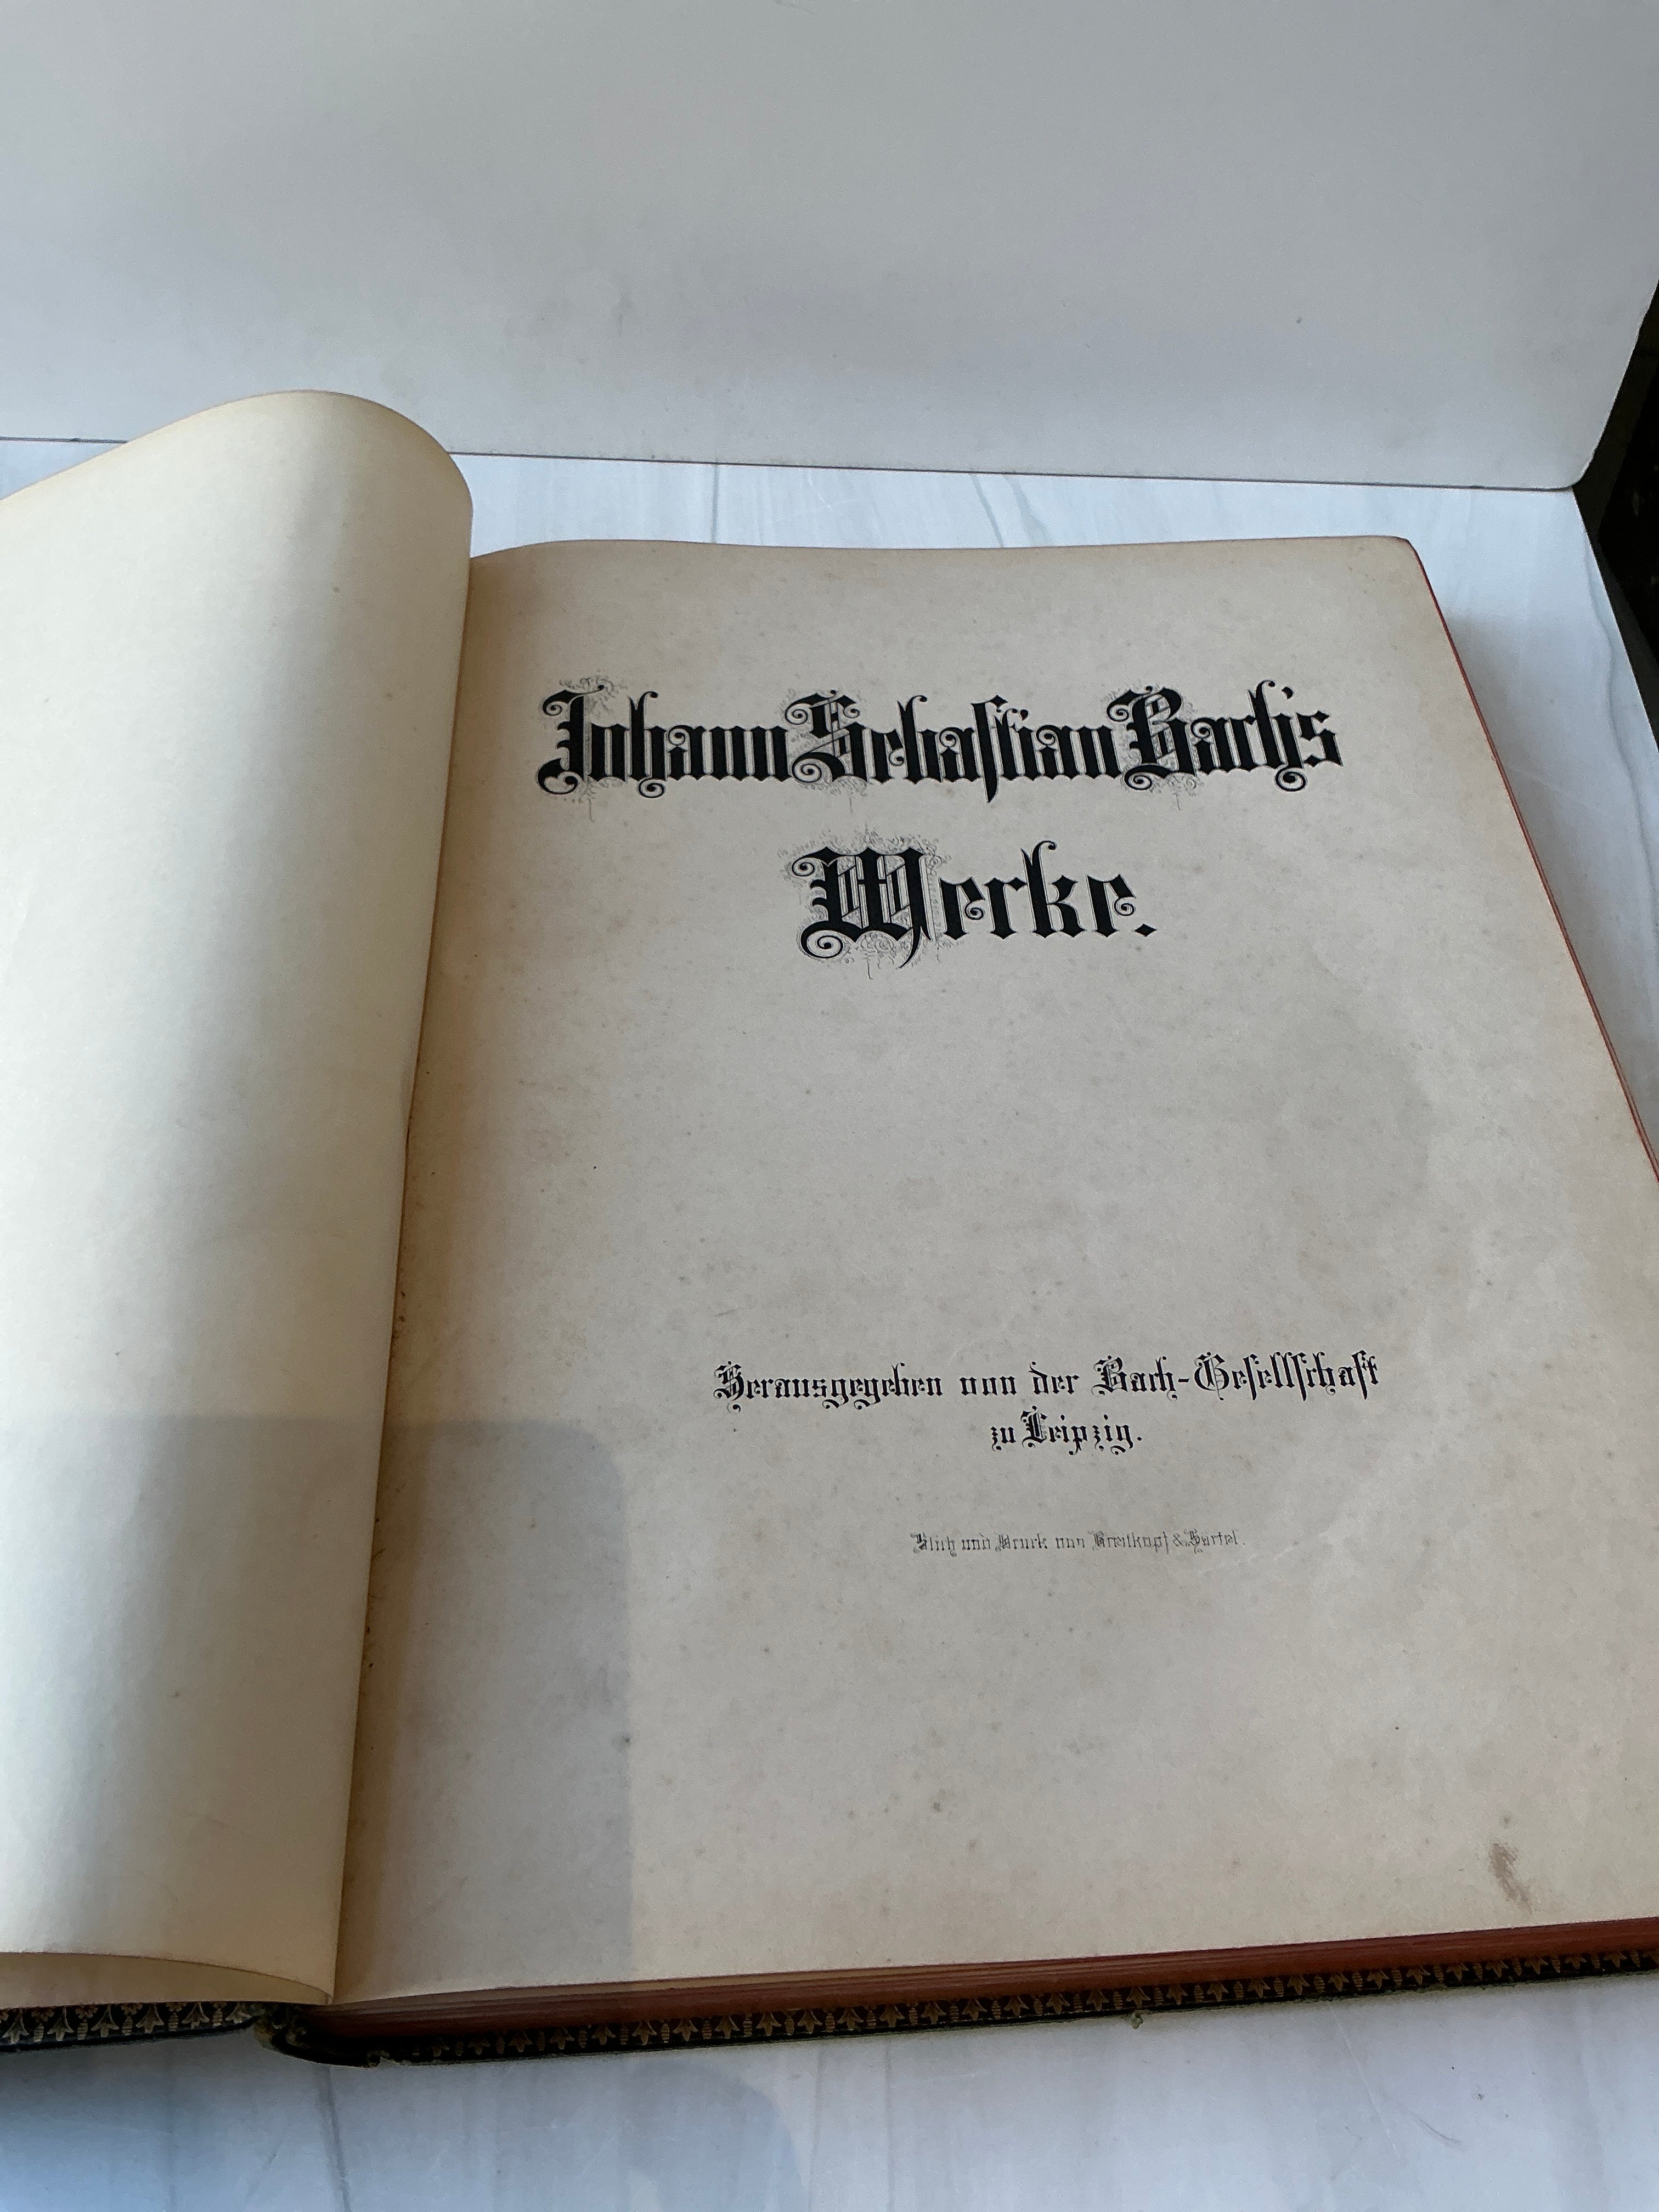 Johann Sebastian Bach's
Werke.
Herausgegeben von der Bach-Gesellschaft
zu Leipzig.
Stich und Druck von Breitkopf & Härtel.